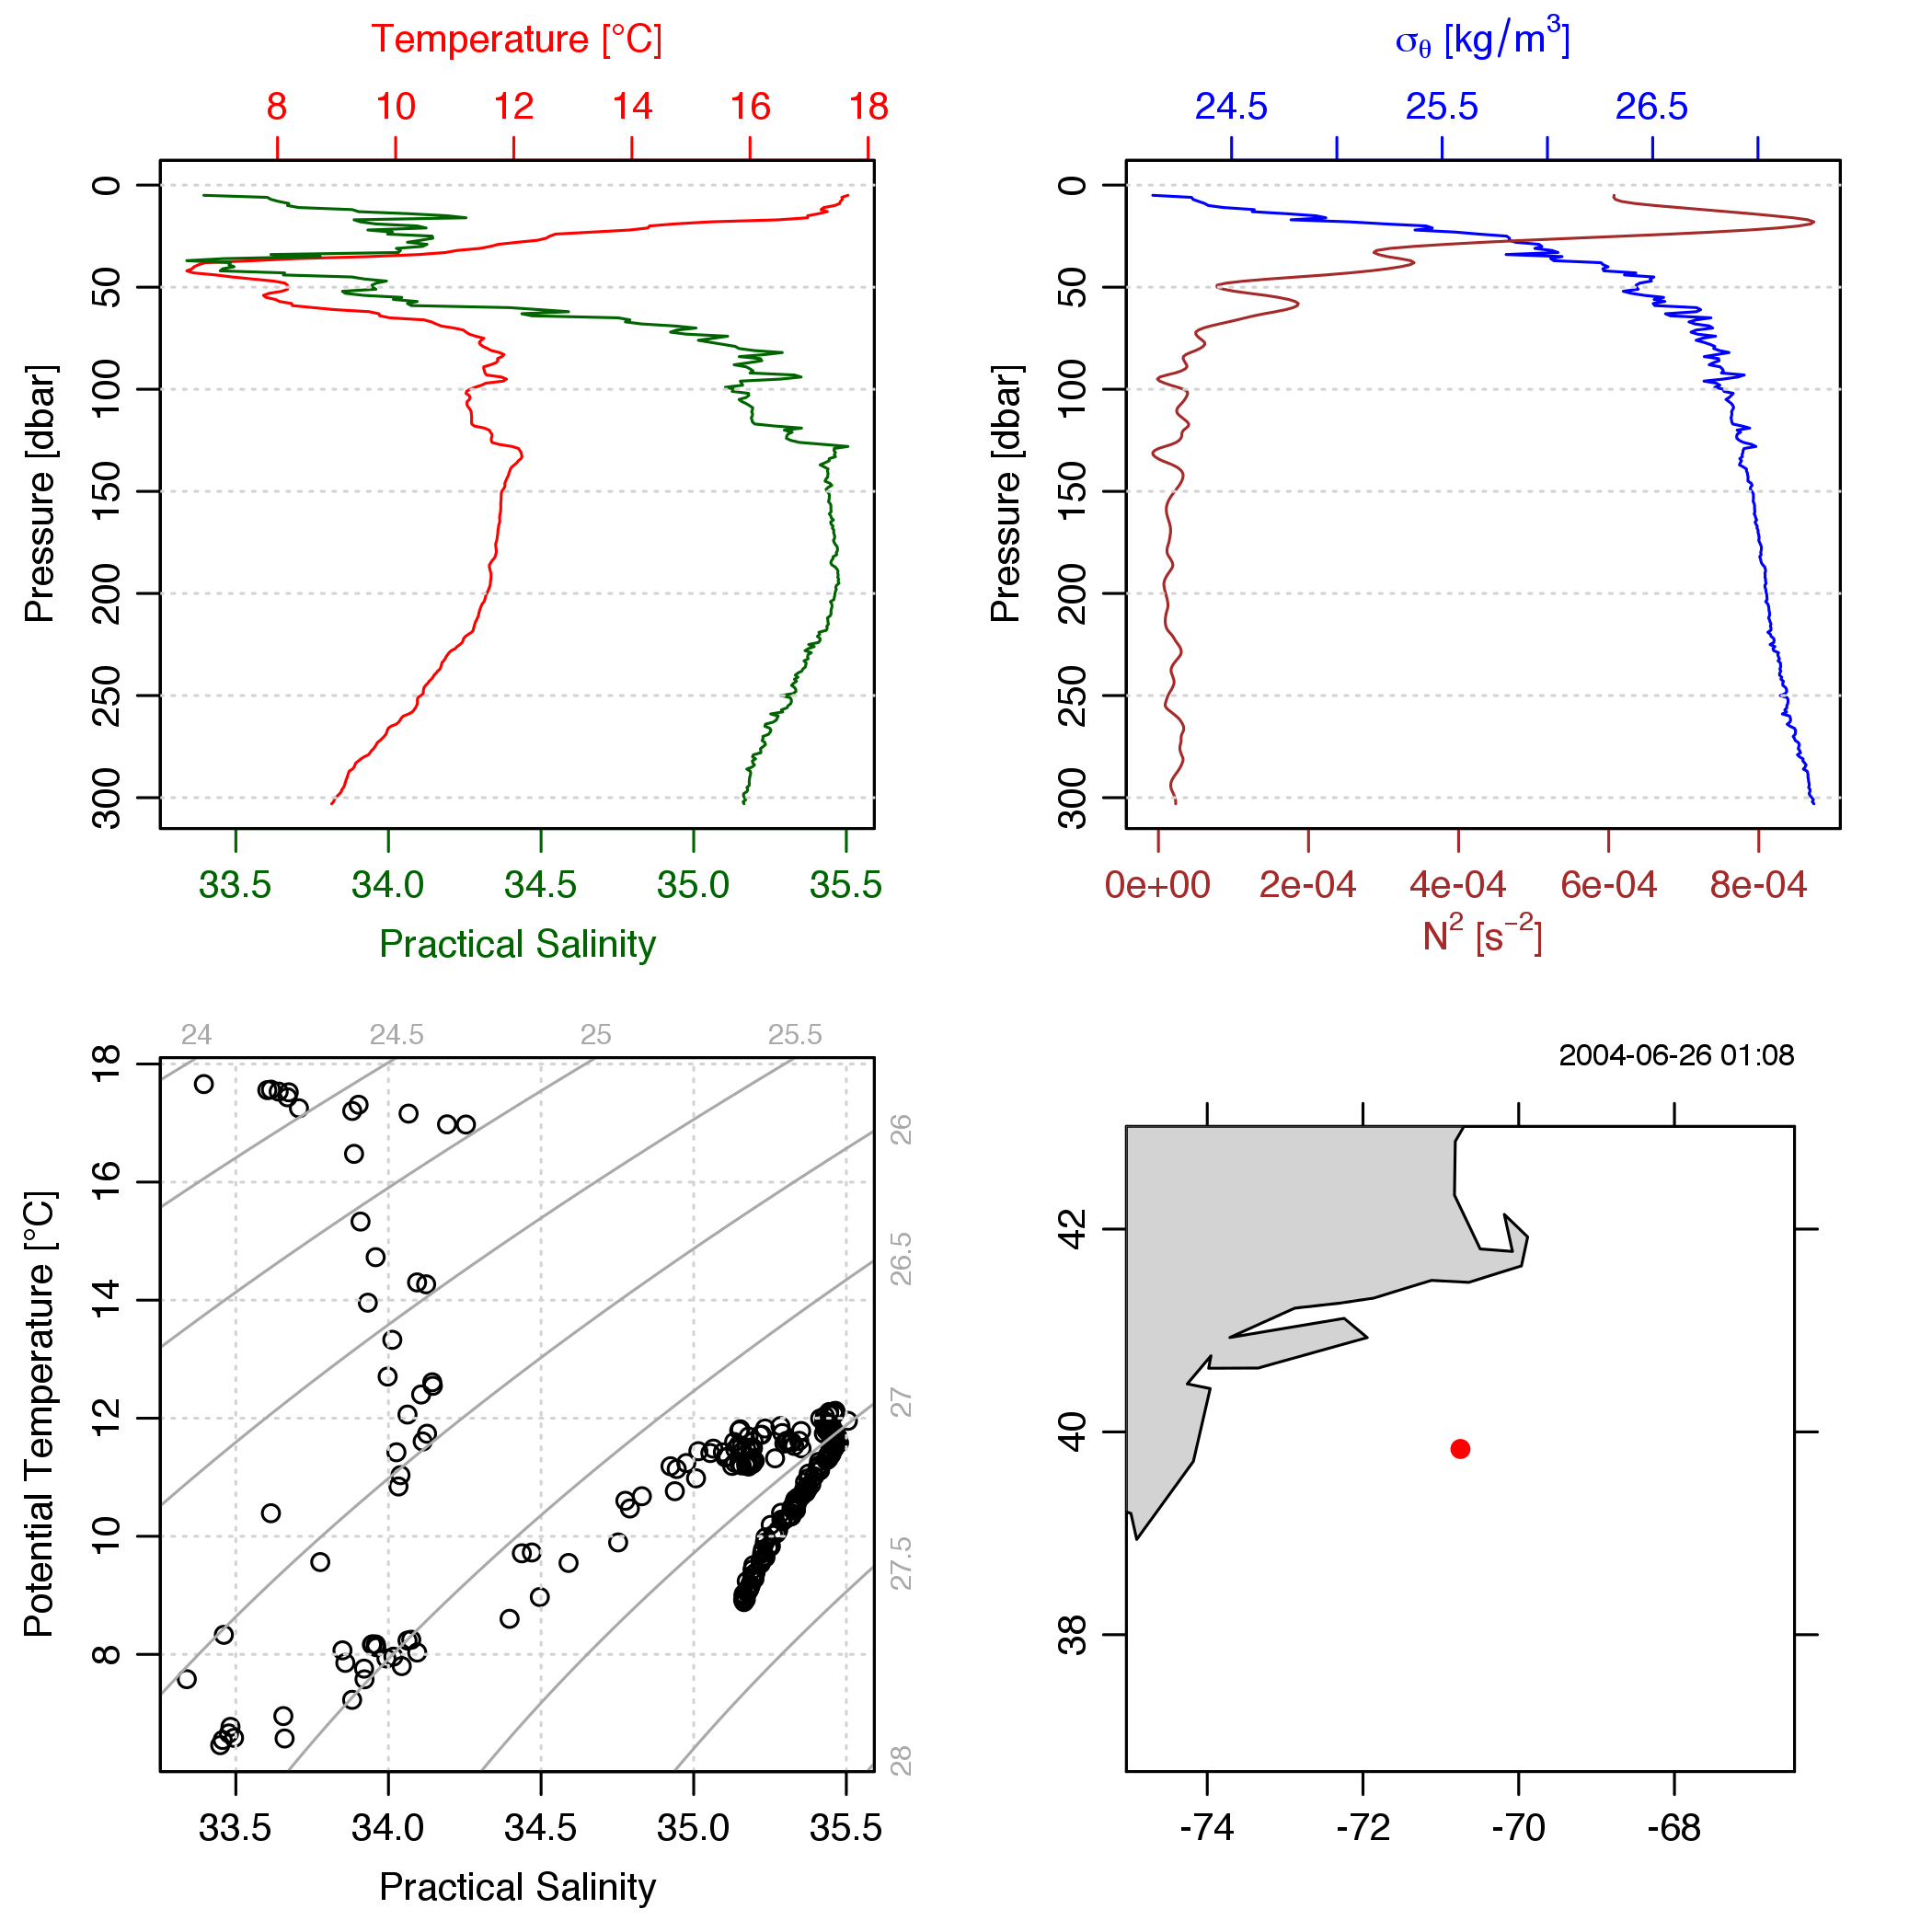 Temperature [°C]
8 10 12 14 16 18
0
50
100
150
200
250
300
Pressure [dbar]
33.5 34.0 34.5 35.0 35.5
Practical Salinity
σθ [kg/m³]
24.5 25.5 26.5
0
50
100
150
200
250
300
Pressure [dbar]
0e+00 2e-04 4e-04 6e-04 8e-04
N² [s⁻²]
24 24.5 25 25.5
26
26.5
27
27.5
28
18
16
14
12
10
8
Potential Temperature [°C]
33.5 34.0 34.5 35.0 35.5
Practical Salinity
2004-06-26 01:08
42
40
38
-74 -72 -70 -68